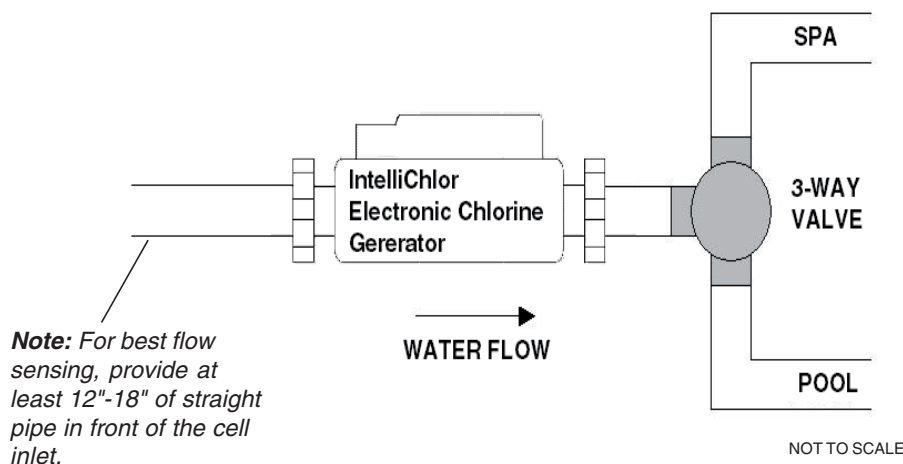 SPA
IntelliChlor
Electronic Chlorine
Gererator
3-WAY
VALVE
WATER FLOW
Note: For best flow
sensing, provide at
least 12"-18" of straight
pipe in front of the cell
inlet.
POOL
NOT TO SCALE